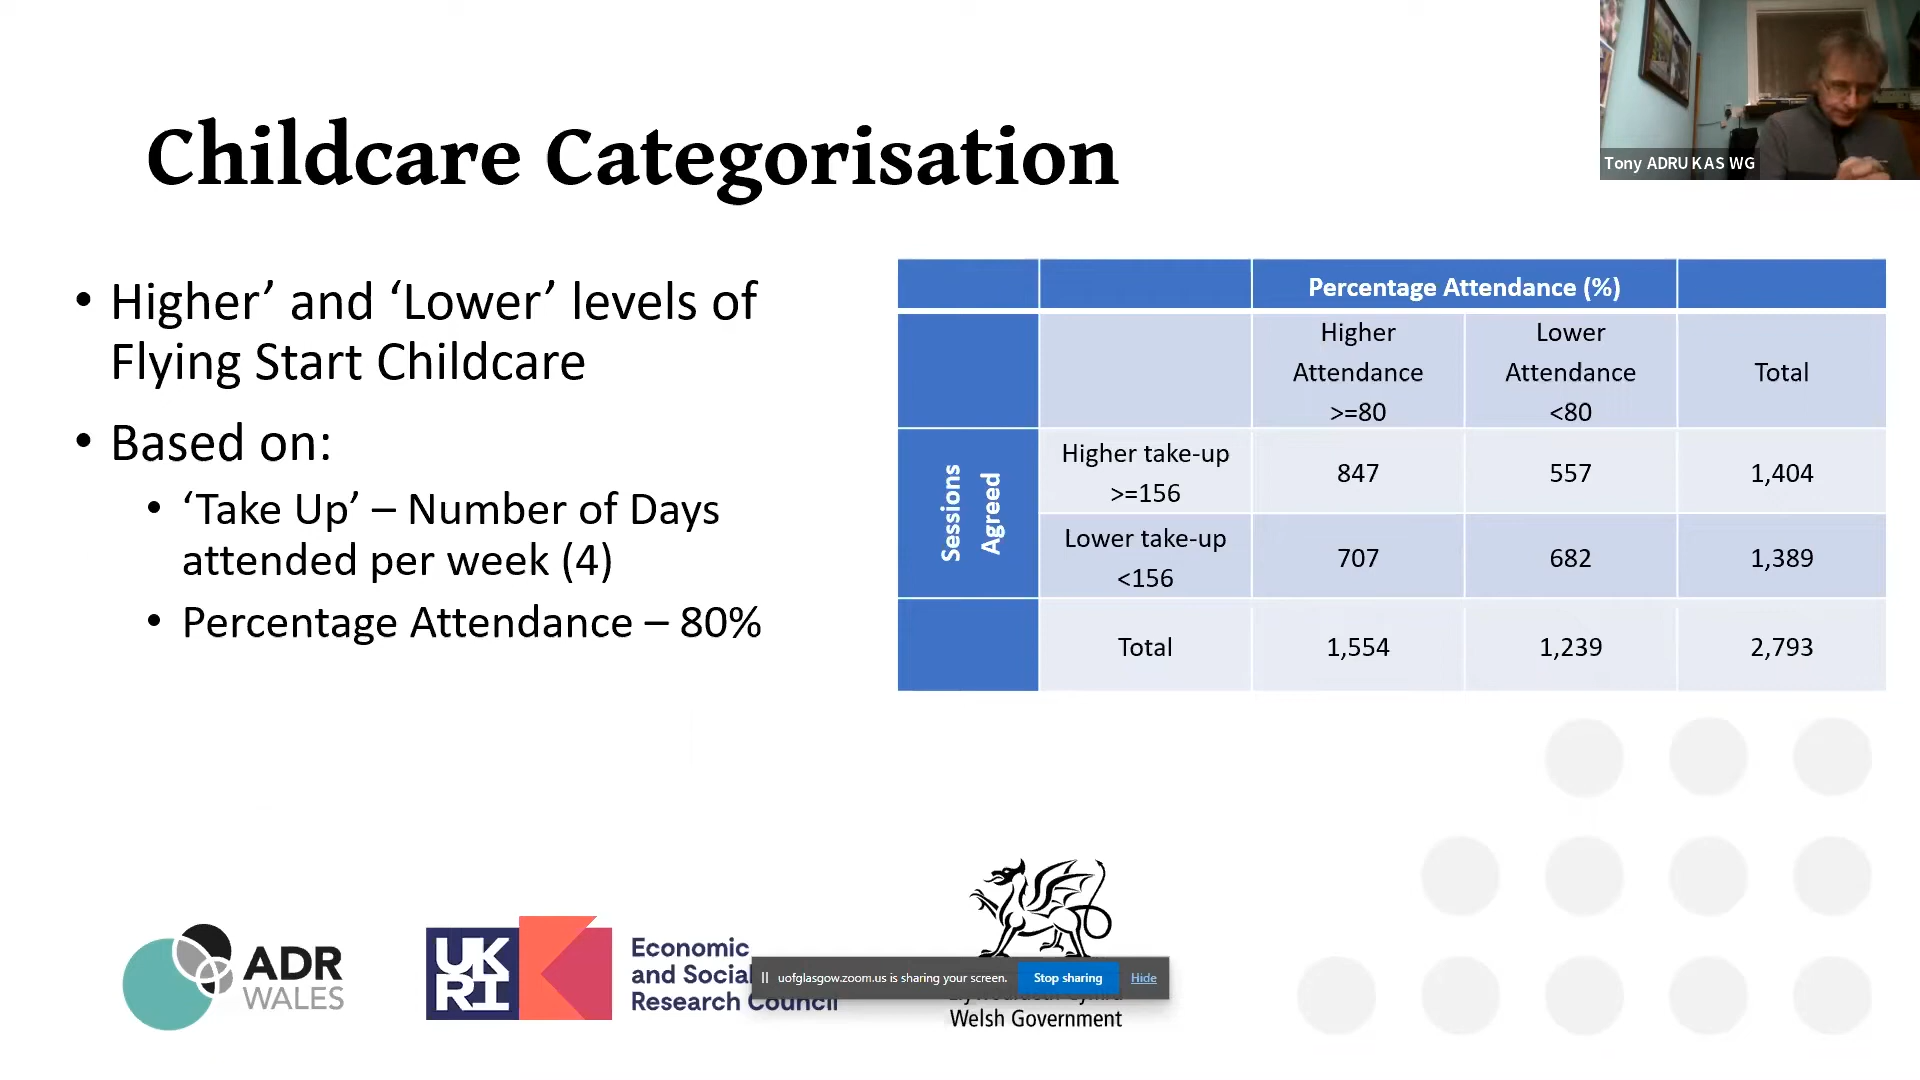 Childcare Categorisation
Tony ADRU KAS WG
• Higher’ and ‘Lower’ levels of
Flying Start Childcare
• Based on:
• ‘Take Up’ – Number of Days
attended per week (4)
• Percentage Attendance – 80%
Percentage Attendance (%)
Higher
Attendance
>=80
Lower
Attendance
<80
Total
Sessions
Agreed
Higher take-up
>=156
847
557
1,404
Lower take-up
<156
707
682
1,389
Total
1,554
1,239
2,793
ADR
WALES
UK
RI
Economic
and Social
Research Council
uofglasgow.zoom.us is sharing your screen.
Stop sharing
Hide
Welsh Government